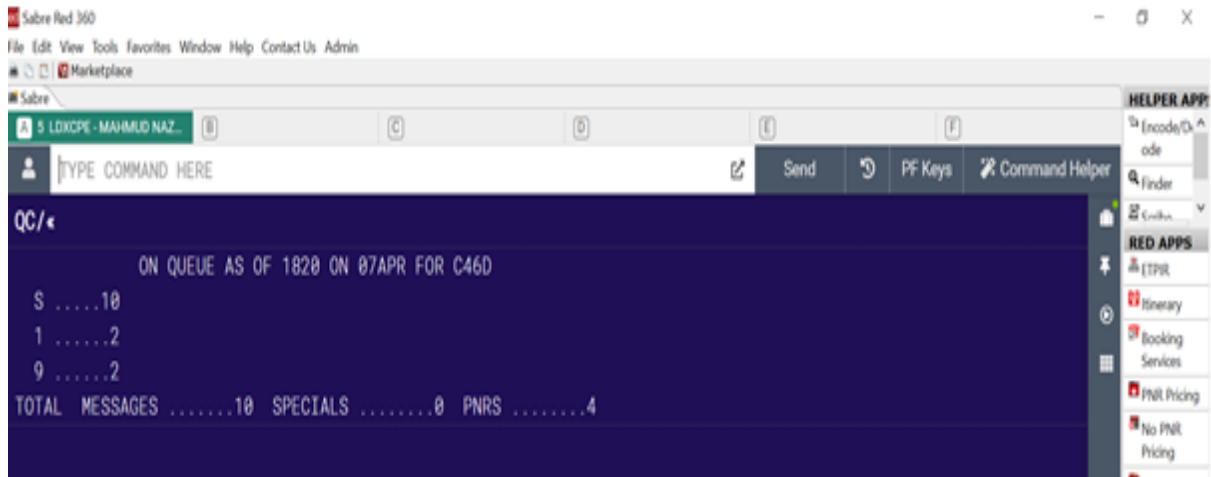 Sabre Red 360
File Edit View Tools Favorites Window Help Contact Us Admin
Marketplace
Sabre
HELPER APP
A 5 LDXCPE - MAHMUD NAZ... B C D E F
Encode/D
ode
TYPE COMMAND HERE
Send PF Keys Command Helper
Finder
QC/«
RED APPS
ON QUEUE AS OF 1820 ON 07APR FOR C46D
ETPIR
S .....10
Itinerary
1 ......2
Booking
Services
9 ......2
PNR Pricing
TOTAL MESSAGES .......10 SPECIALS ........0 PNRS ........4
No PNR
Pricing